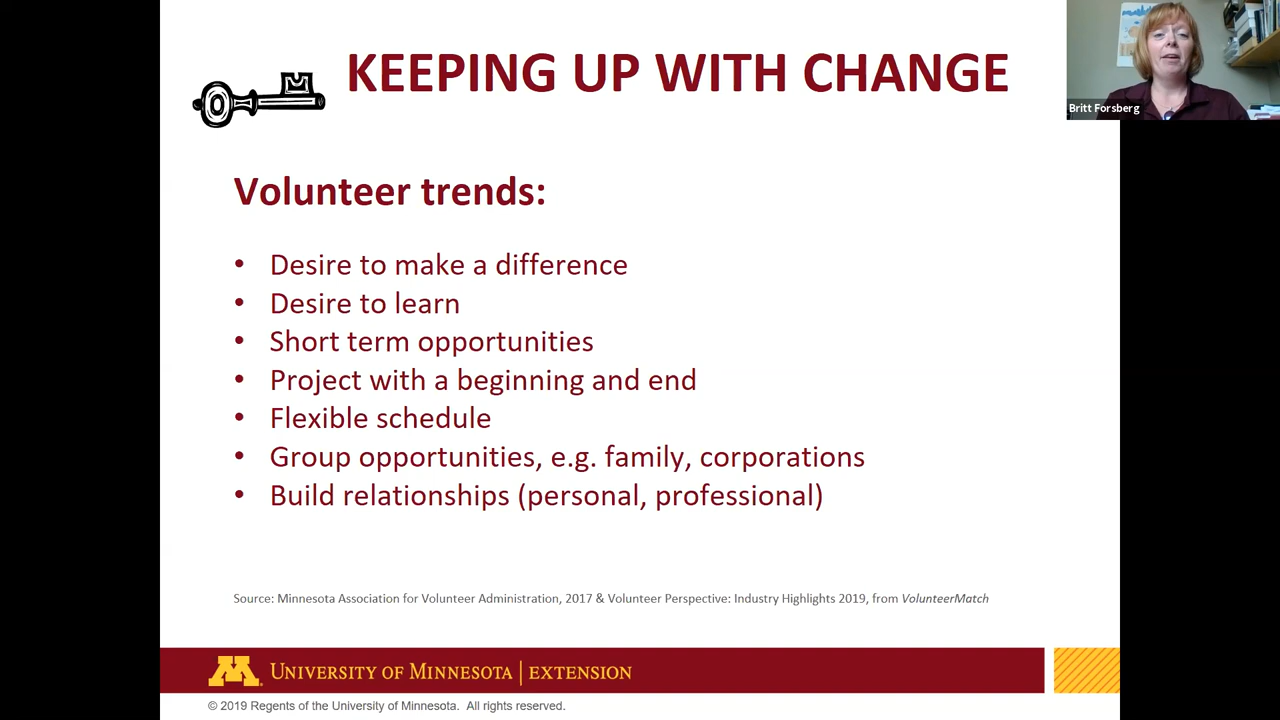 KEEPING UP WITH CHANGE
Britt Forsberg
Volunteer trends:
• Desire to make a difference
• Desire to learn
• Short term opportunities
• Project with a beginning and end
• Flexible schedule
• Group opportunities, e.g. family, corporations
• Build relationships (personal, professional)
Source: Minnesota Association for Volunteer Administration, 2017 & Volunteer Perspective: Industry Highlights 2019, from VolunteerMatch
M UNIVERSITY OF MINNESOTA | EXTENSION
© 2019 Regents of the University of Minnesota. All rights reserved.